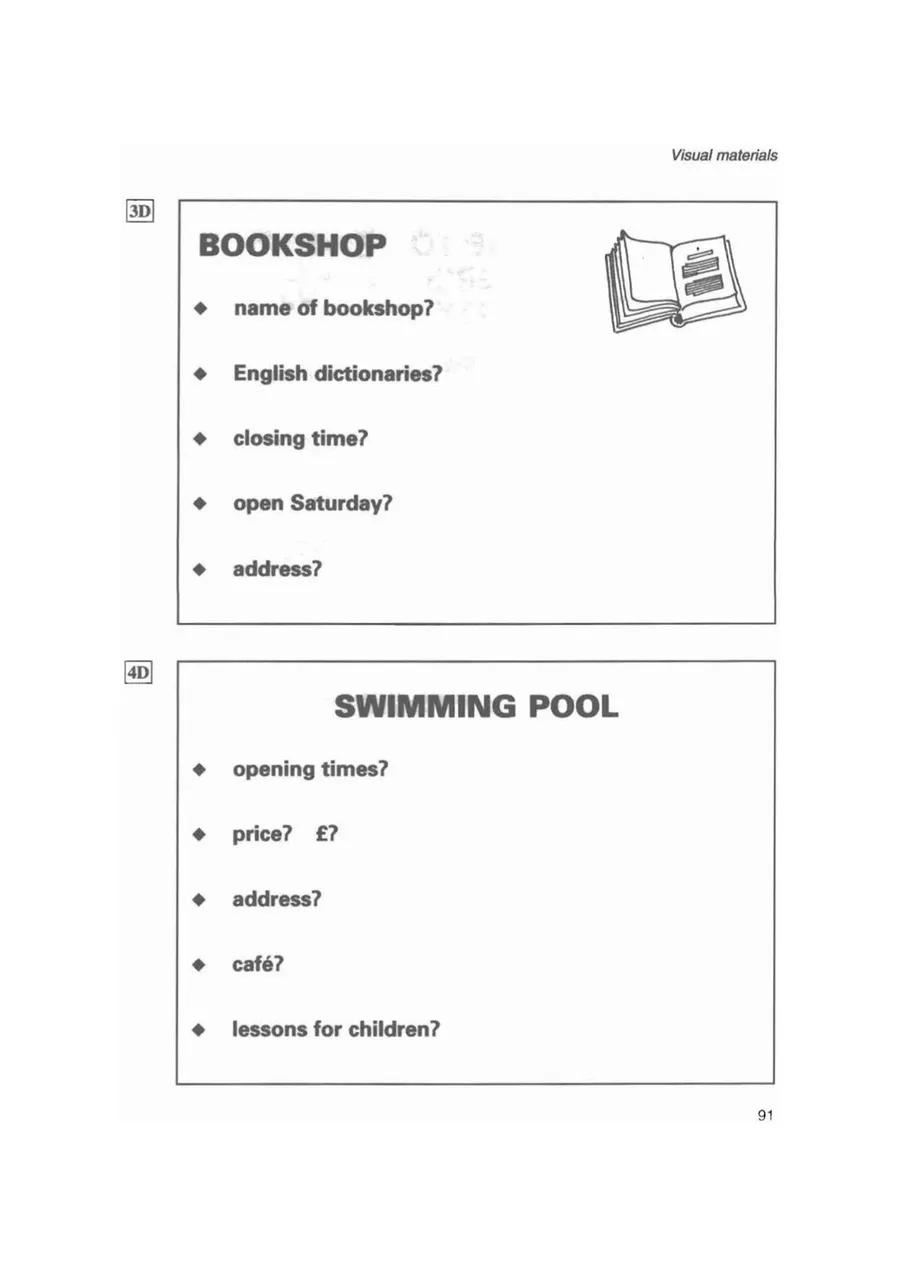 Visual materials
3D
BOOKSHOP
◆ name of bookshop?
◆ English dictionaries?
◆ closing time?
◆ open Saturday?
◆ address?
4D
SWIMMING POOL
◆ opening times?
◆ price? £?
◆ address?
◆ café?
◆ lessons for children?
91